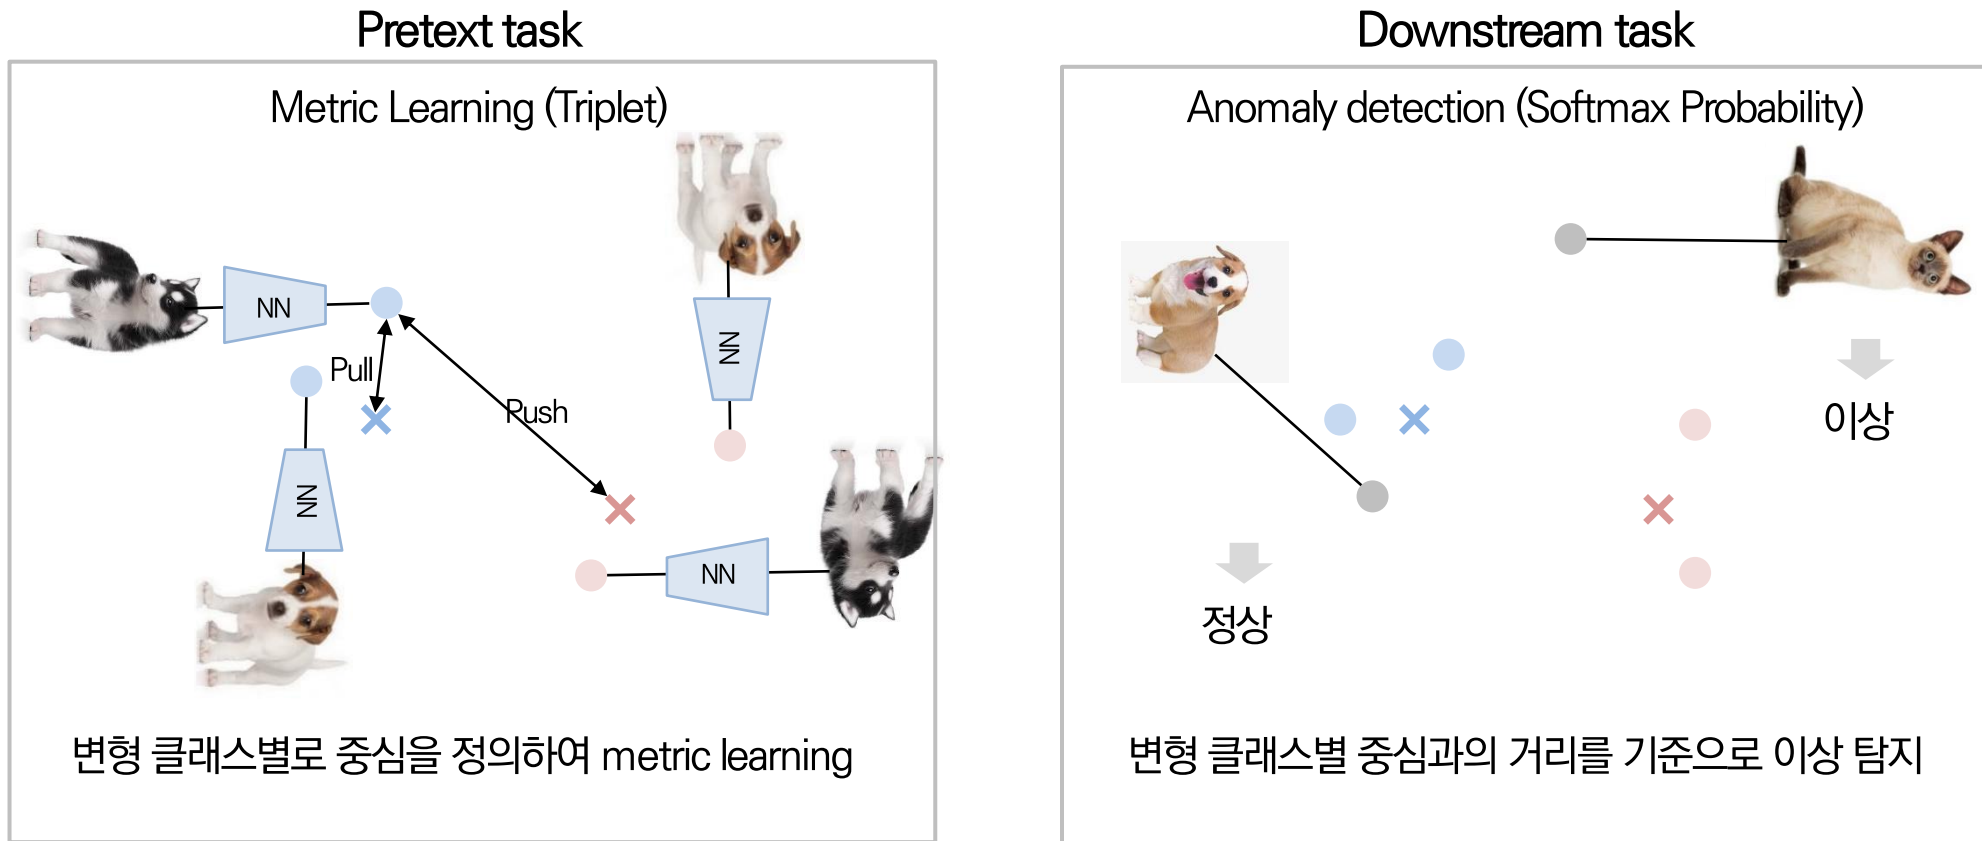 Pretext task
Metric Learning (Triplet)
NN
Pull
NN
Push
NN
NN
변형 클래스별로 중심을 정의하여 metric learning
Downstream task
Anomaly detection (Softmax Probability)
이상
정상
변형 클래스별 중심과의 거리를 기준으로 이상 탐지